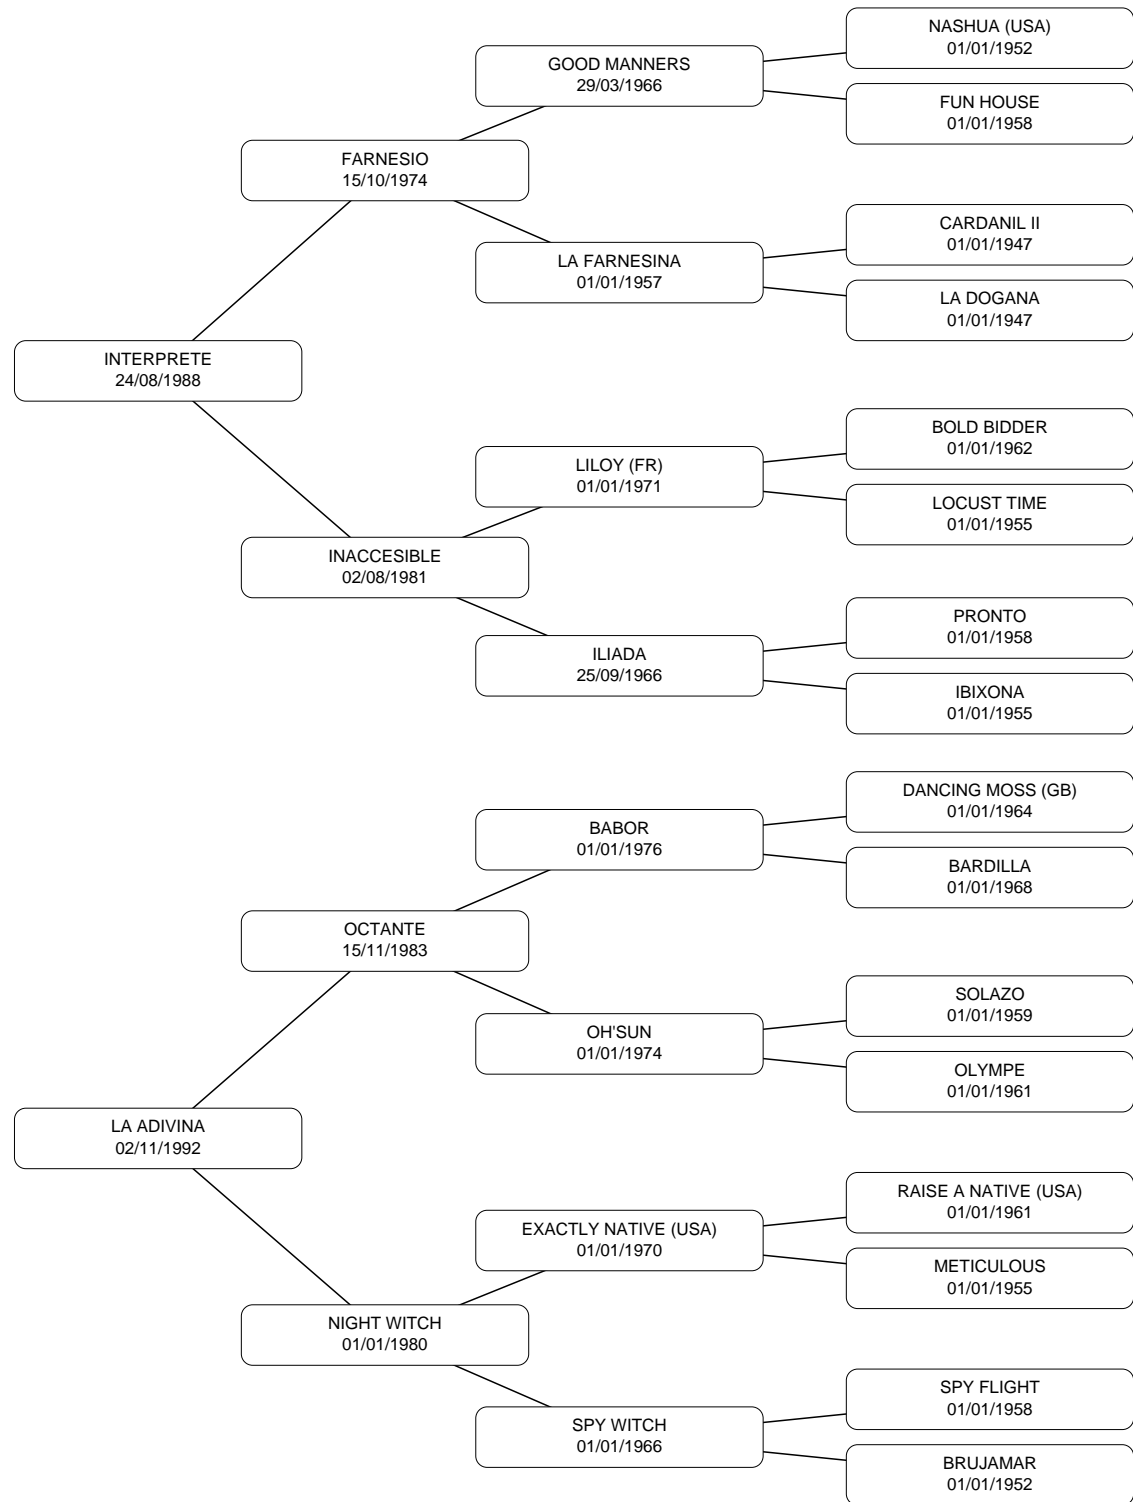 NASHUA (USA)
01/01/1952
GOOD MANNERS
29/03/1966
FUN HOUSE
01/01/1958
FARNESIO
15/10/1974
CARDANIL II
01/01/1947
LA FARNESINA
01/01/1957
LA DOGANA
01/01/1947
INTERPRETE
24/08/1988
BOLD BIDDER
01/01/1962
LILOY (FR)
01/01/1971
LOCUST TIME
01/01/1955
INACCESIBLE
02/08/1981
PRONTO
01/01/1958
ILIADA
25/09/1966
IBIXONA
01/01/1955
DANCING MOSS (GB)
01/01/1964
BABOR
01/01/1976
BARDILLA
01/01/1968
OCTANTE
15/11/1983
SOLAZO
01/01/1959
OH'SUN
01/01/1974
OLYMPE
01/01/1961
LA ADIVINA
02/11/1992
RAISE A NATIVE (USA)
01/01/1961
EXACTLY NATIVE (USA)
01/01/1970
METICULOUS
01/01/1955
NIGHT WITCH
01/01/1980
SPY FLIGHT
01/01/1958
SPY WITCH
01/01/1966
BRUJAMAR
01/01/1952